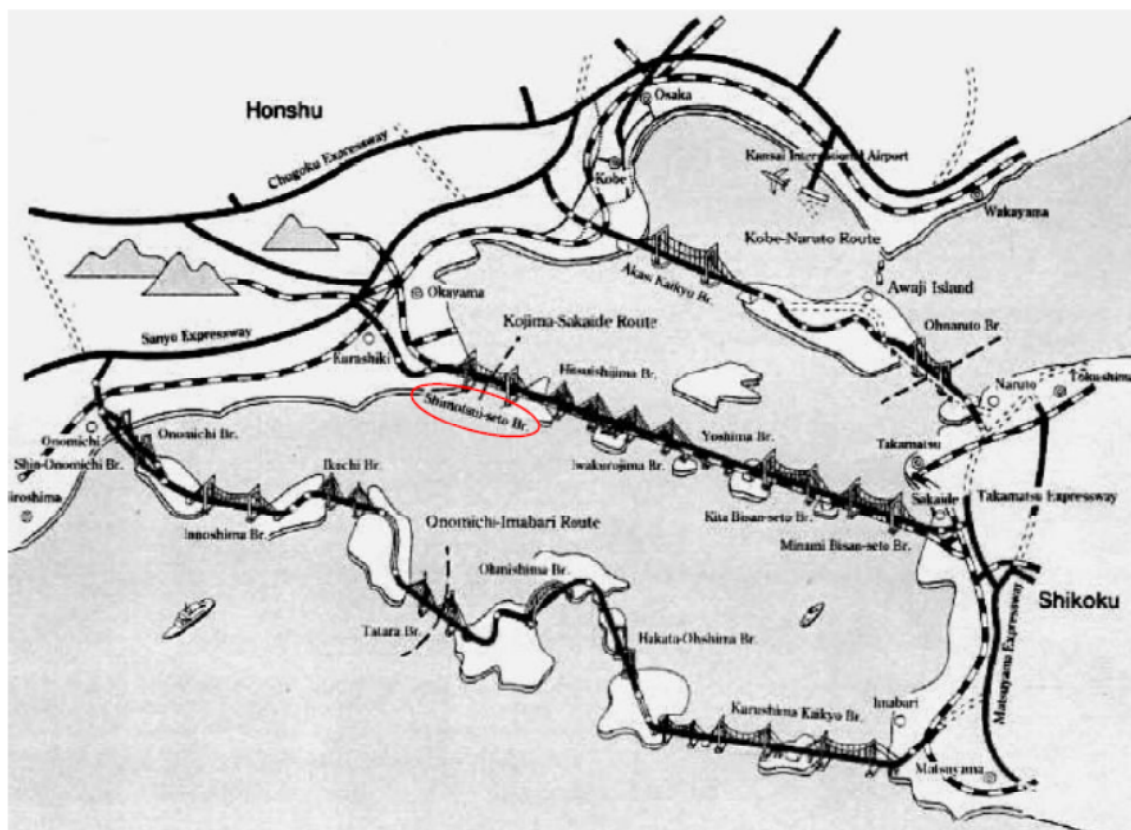 Honshu
Chugoku Expressway
Osaka
Kobe
Kansai International Airport
Wakayama
Kobe-Naruto Route
Akasi Kaikyo Br.
Awaji Island
Ohnaruto Br.
Okayama
Kojima-Sakaide Route
Sanyo Expressway
Kurashiki
Hitsuishijima Br.
Naruto
Tokushima
Shimotsui-seto Br.
Onomichi
Onomichi Br.
Shin-Onomichi Br.
Ikuchi Br.
Iwakurojima Br.
Yoshima Br.
Takamatsu
Hiroshima
Innoshima Br.
Onomichi-Imabari Route
Kita Bisan-seto Br.
Sakaide
Takamatsu Expressway
Minami Bisan-seto Br.
Ohmishima Br.
Shikoku
Tatara Br.
Hakata-Ohshima Br.
Matsuyama Expressway
Kurushima Kaikyo Br.
Imabari
Matsuyama